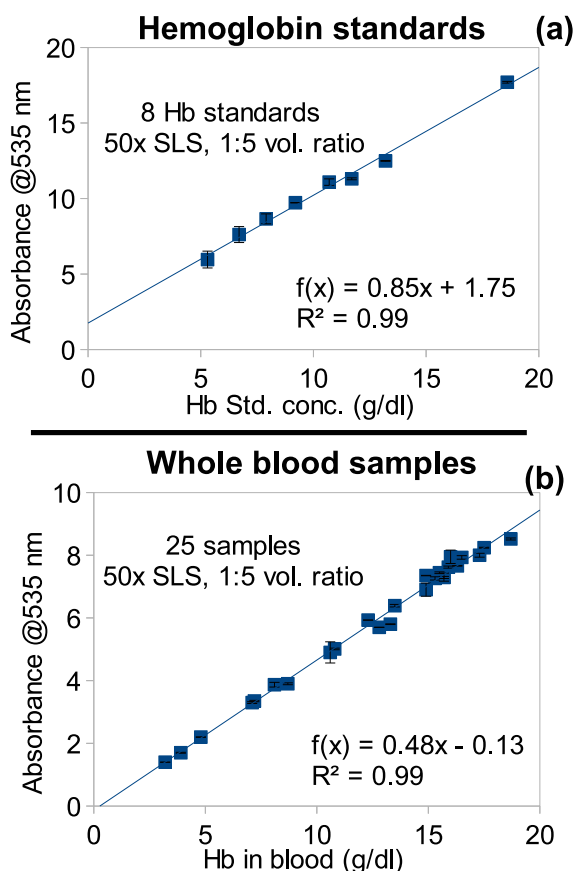 Hemoglobin standards
(a)
Absorbance @535 nm
20
15
10
5
0
8 Hb standards
50x SLS, 1:5 vol. ratio
f(x) = 0.85x + 1.75
R² = 0.99
0 5 10 15 20
Hb Std. conc. (g/dl)
Whole blood samples
(b)
Absorbance @535 nm
10
8
6
4
2
0
25 samples
50x SLS, 1:5 vol. ratio
f(x) = 0.48x - 0.13
R² = 0.99
0 5 10 15 20
Hb in blood (g/dl)